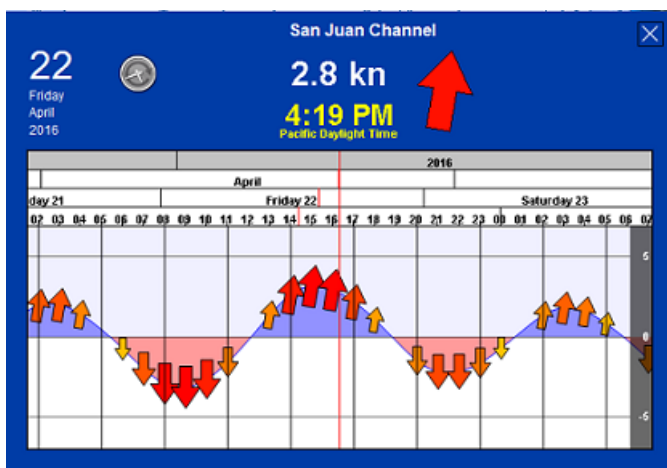 San Juan Channel
22
Friday
April
2016
2.8 kn
4:19 PM
Pacific Daylight Time
2016
April
day 21 Friday 22 Saturday 23
02 03 04 05 06 07 08 09 10 11 12 13 14 15 16 17 18 19 20 21 22 23 00 01 02 03 04 05 06 07
5
0
-5